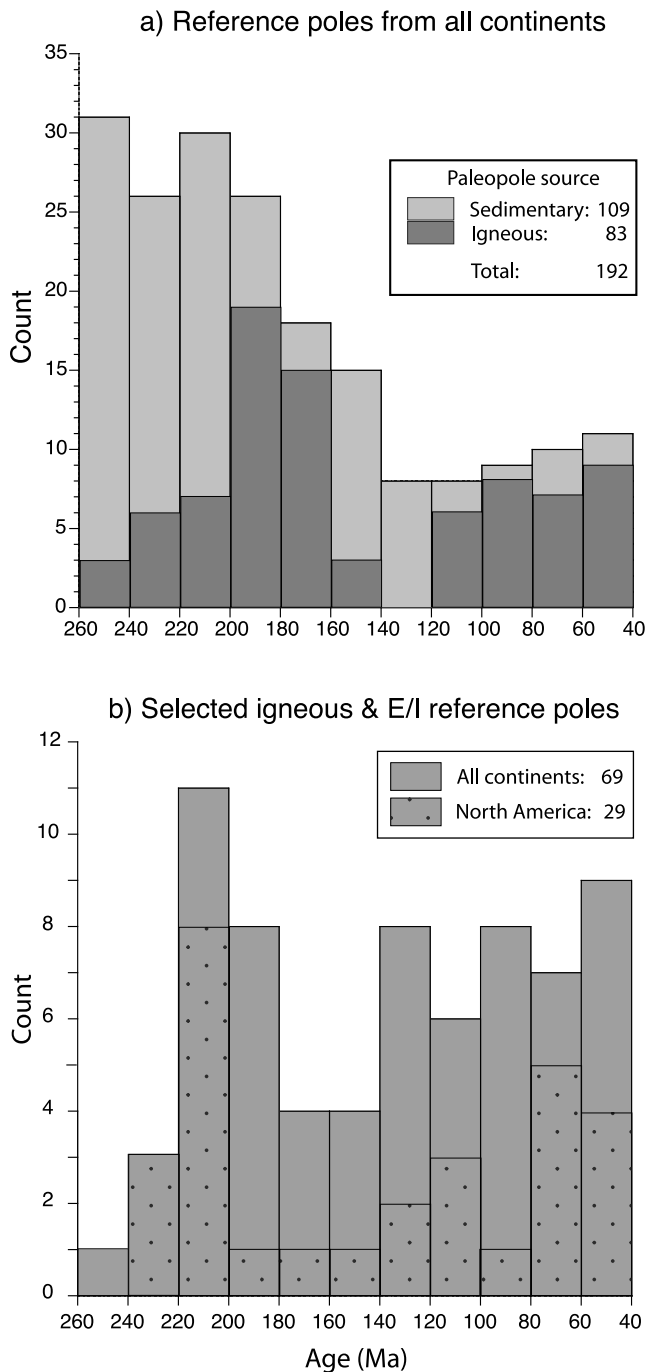 a) Reference poles from all continents
35
30
25
20
15
10
5
0
Count
Paleopole source
Sedimentary: 109
Igneous: 83
Total: 192
260 240 220 200 180 160 140 120 100 80 60 40
b) Selected igneous & E/I reference poles
12
10
8
6
4
2
0
Count
All continents: 69
North America: 29
260 240 220 200 180 160 140 120 100 80 60 40
Age (Ma)